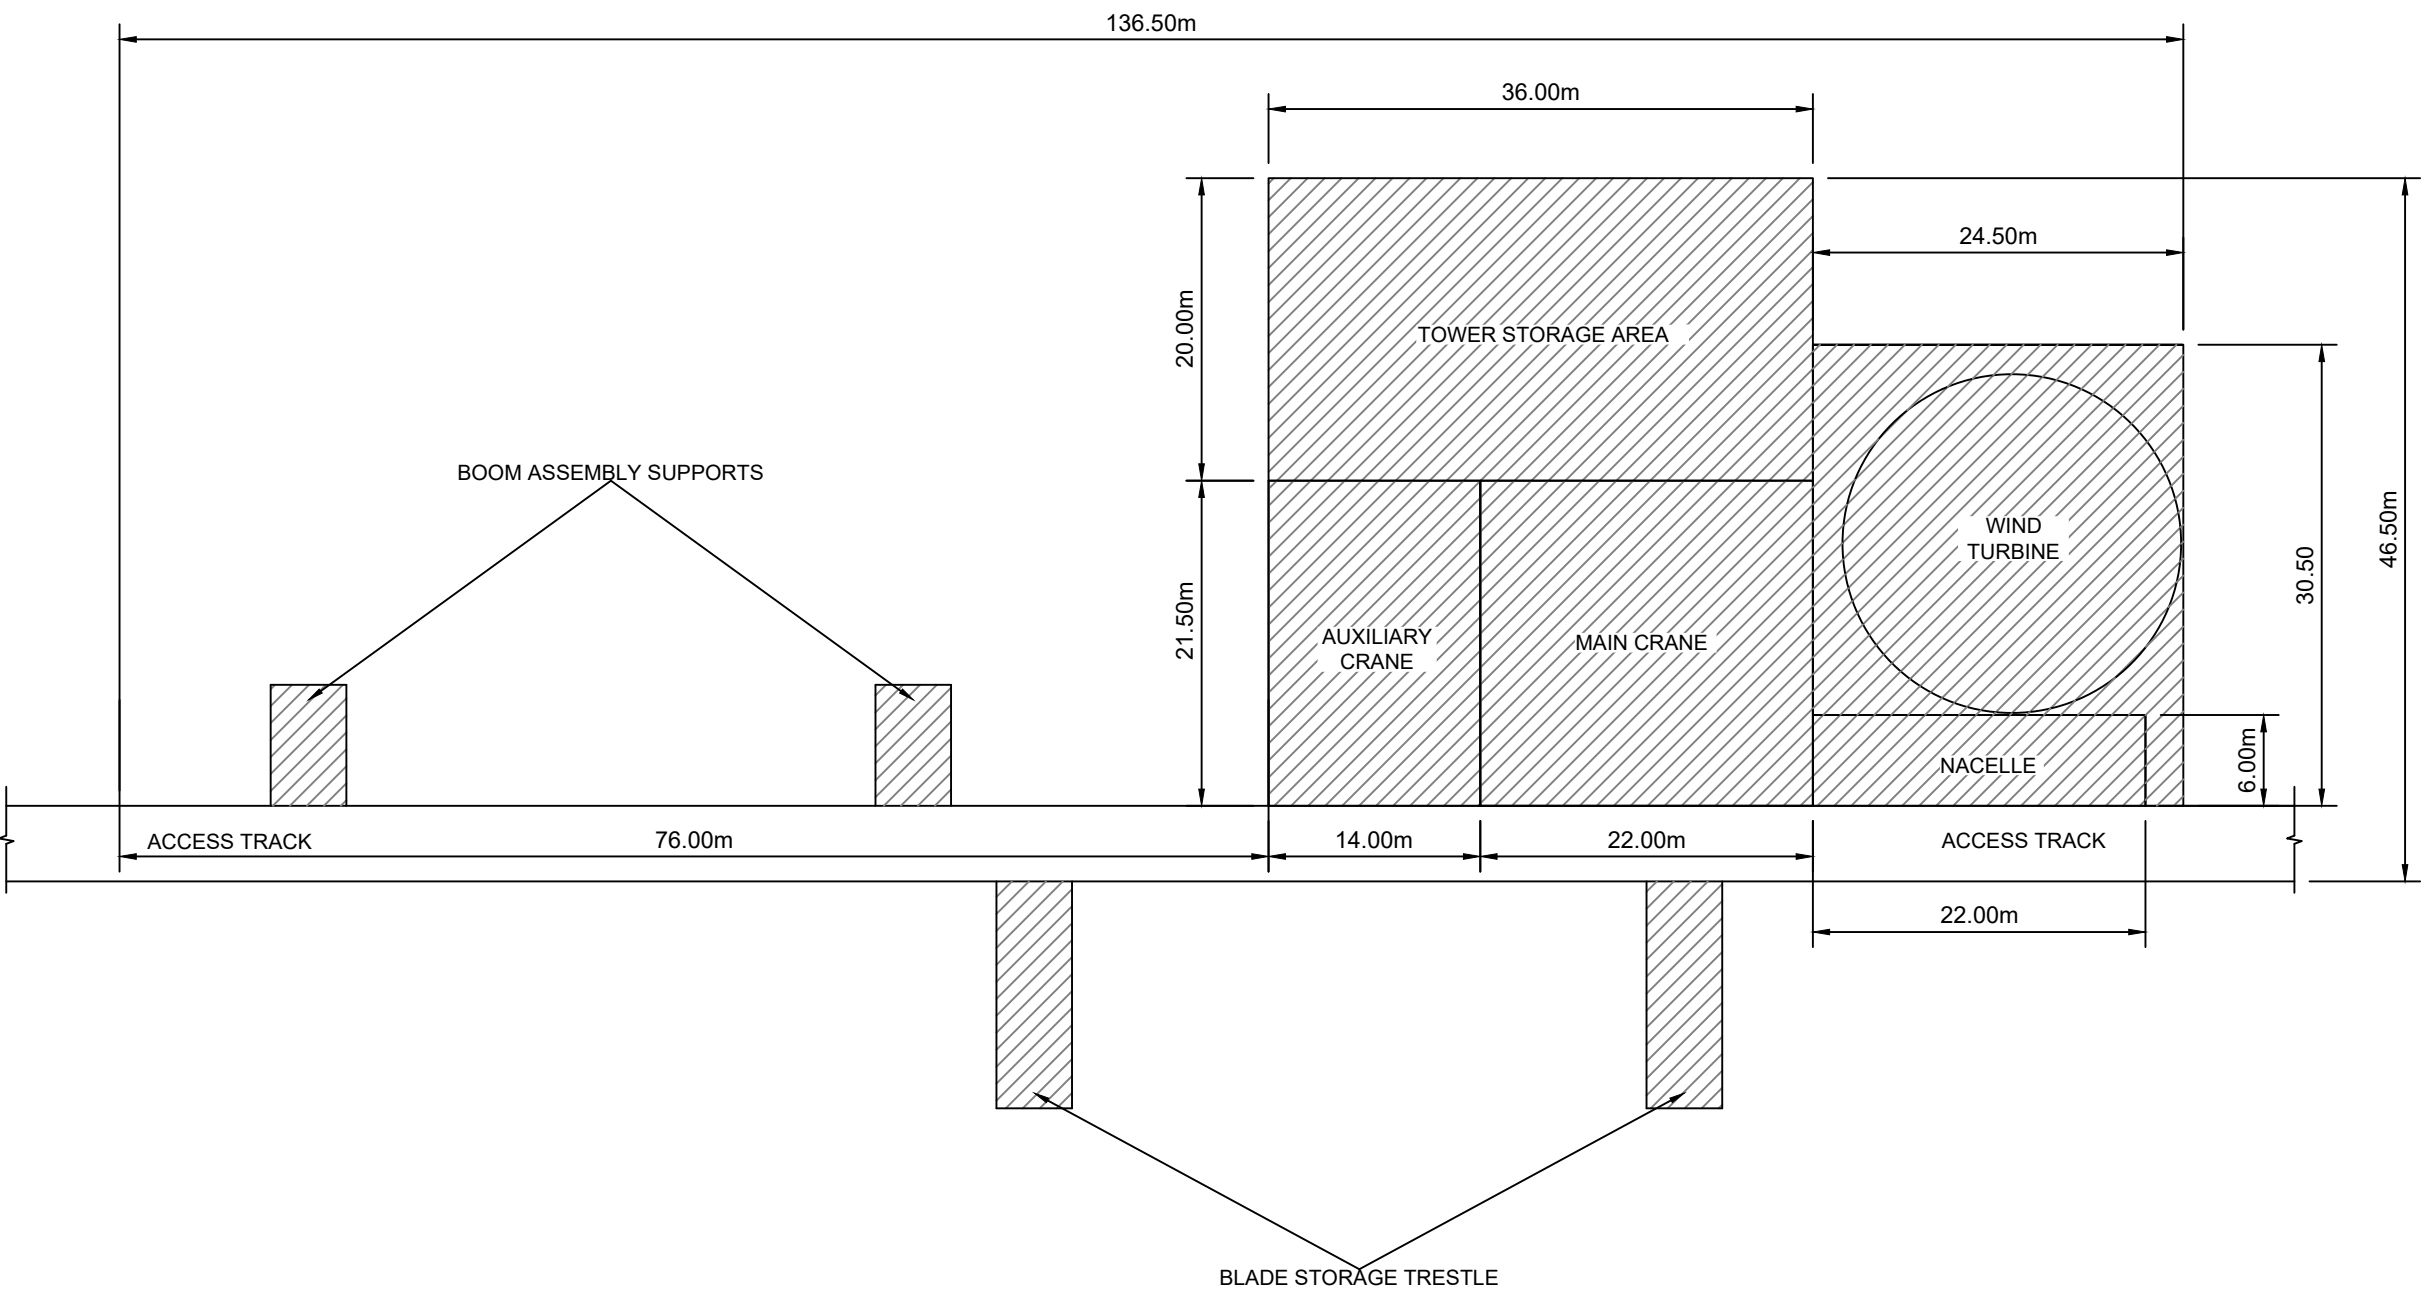 136.50m
36.00m
24.50m
20.00m
TOWER STORAGE AREA
BOOM ASSEMBLY SUPPORTS
46.50m
WIND
TURBINE
30.50
21.50m
AUXILIARY
CRANE
MAIN CRANE
6.00m
NACELLE
ACCESS TRACK
76.00m
14.00m
22.00m
ACCESS TRACK
22.00m
BLADE STORAGE TRESTLE